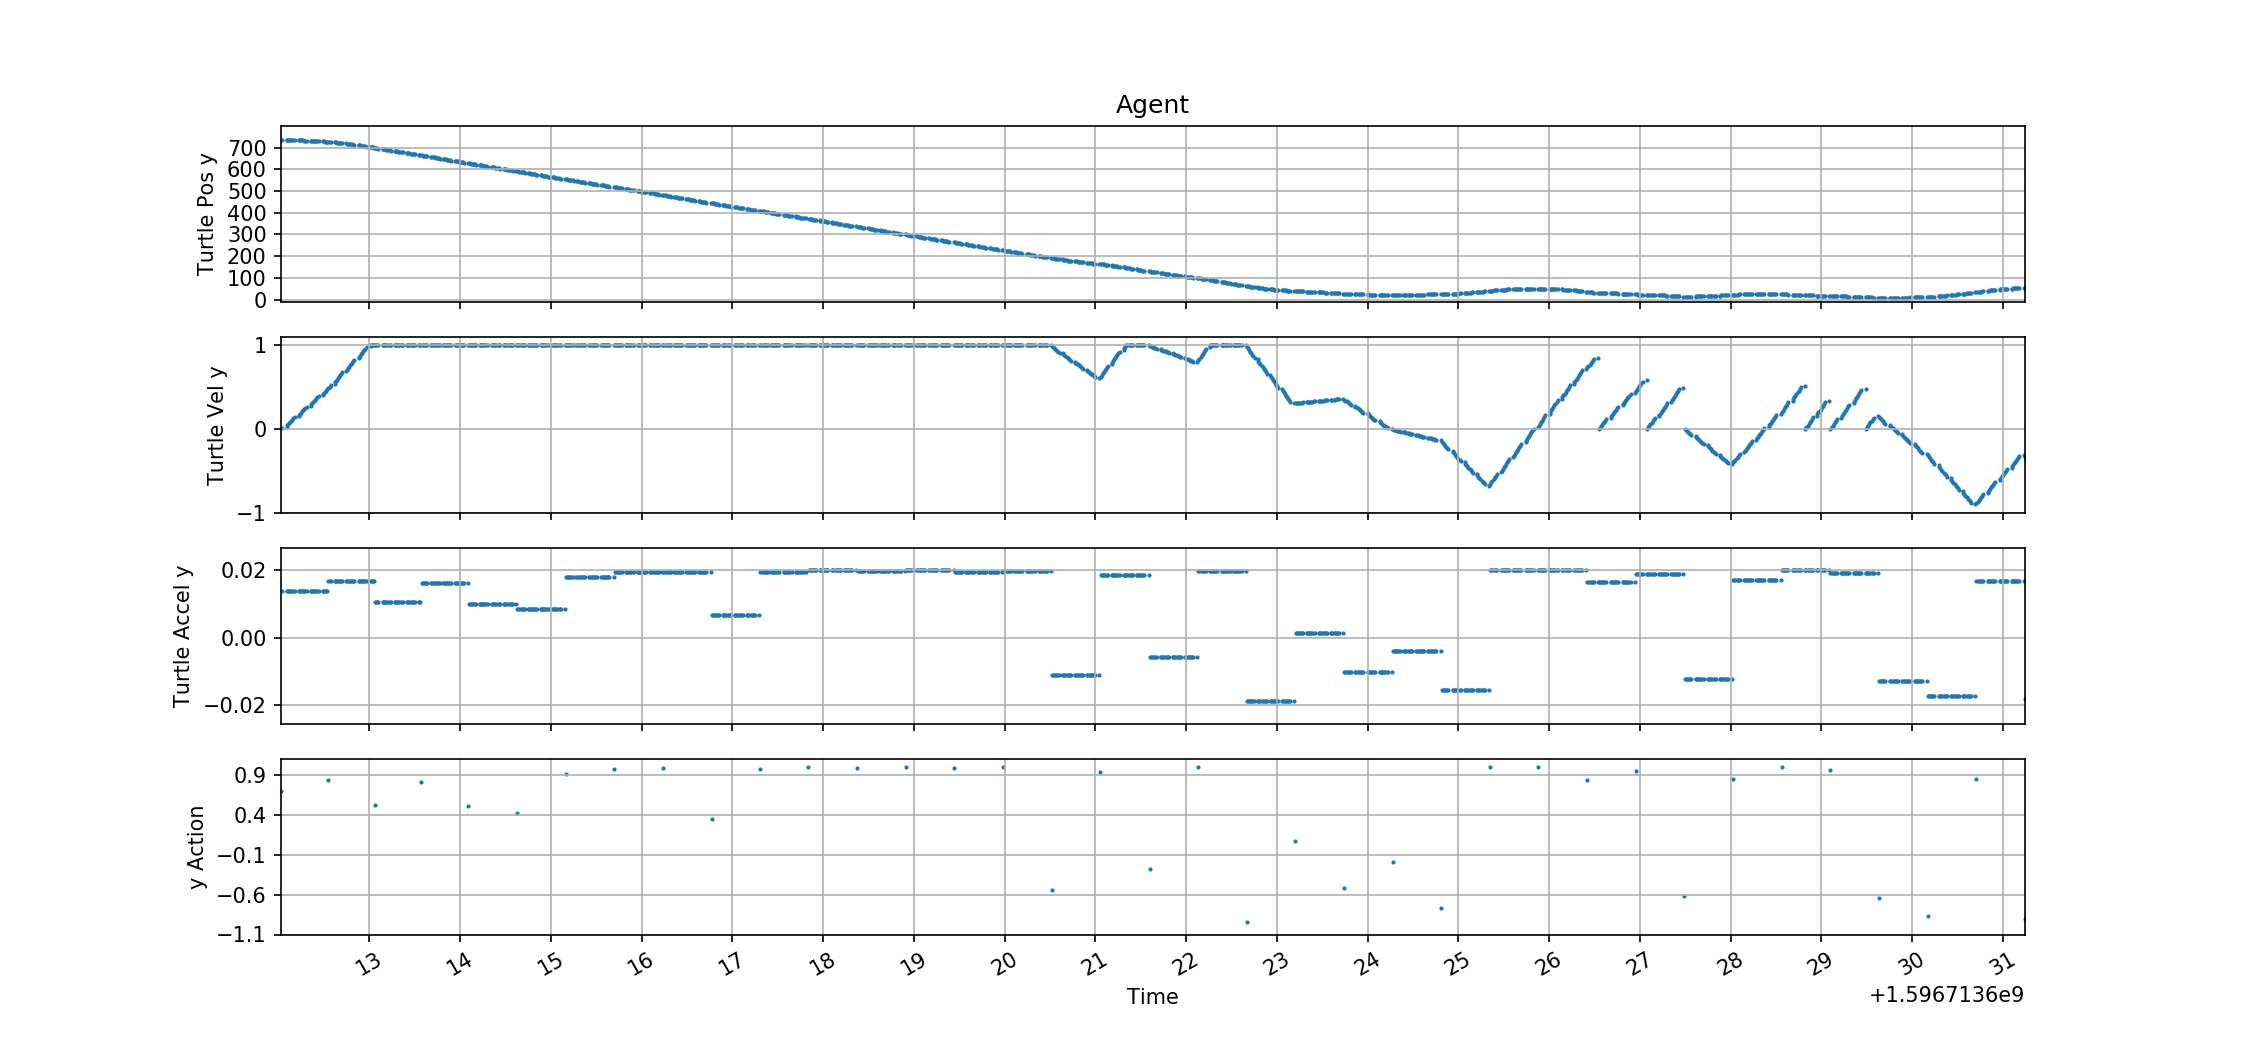 Agent
Turtle Pos y
700
600
500
400
300
200
100
0
Turtle Vel y
1
0
−1
Turtle Accel y
0.02
0.00
−0.02
y Action
0.9
0.4
−0.1
−0.6
−1.1
13 14 15 16 17 18 19 20 21 22 23 24 25 26 27 28 29 30 31
Time
+1.5967136e9